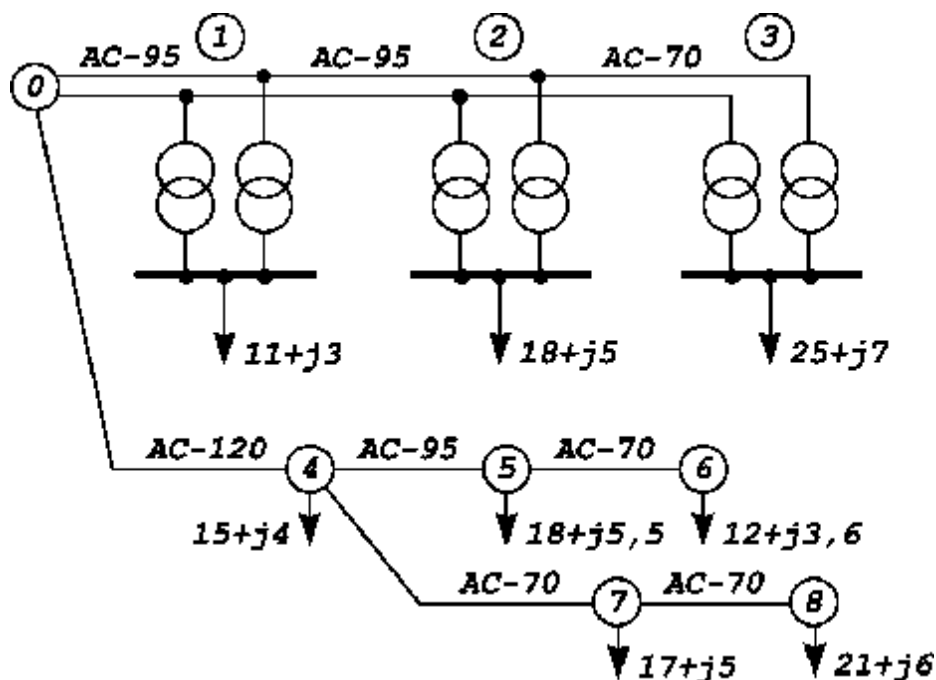 1 2 3
AC-95 AC-95 AC-70
0
11+j3 18+j5 25+j7
AC-120 4 AC-95 5 AC-70 6
15+j4 18+j5,5 12+j3,6
AC-70 7 AC-70 8
17+j5 21+j6